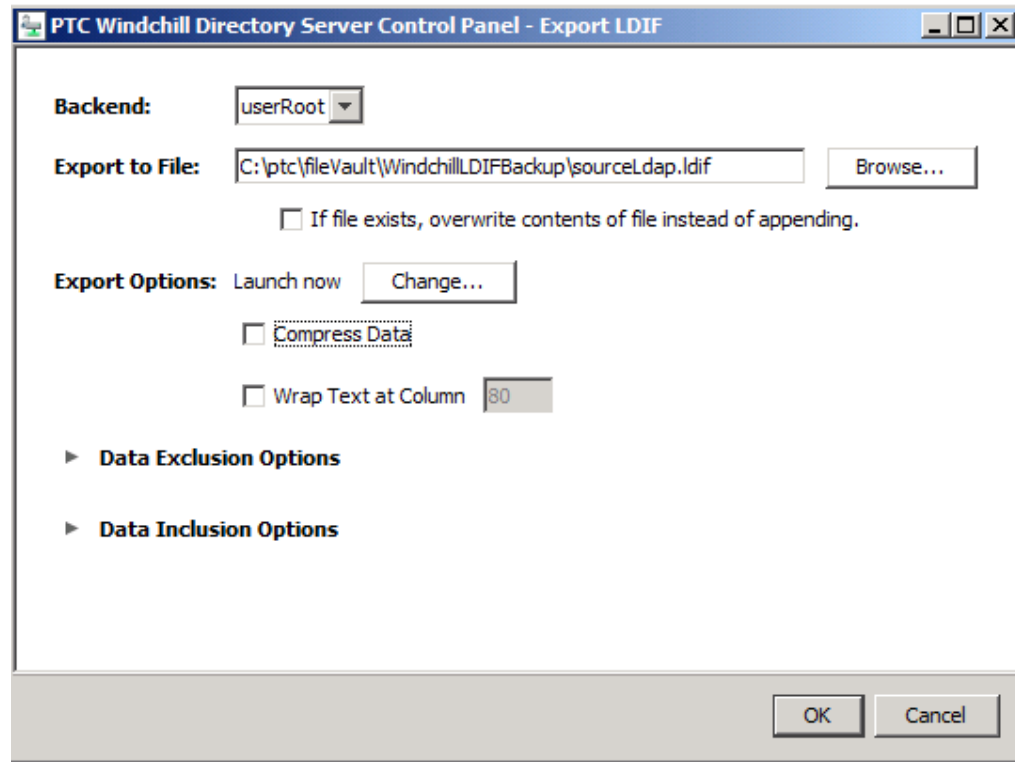 PTC Windchill Directory Server Control Panel - Export LDIF
Backend: userRoot
Export to File: C:\ptc\fileVault\WindchillLDIFBackup\sourceLdap.ldif Browse...
If file exists, overwrite contents of file instead of appending.
Export Options: Launch now Change...
Compress Data
Wrap Text at Column 80
Data Exclusion Options
Data Inclusion Options
OK Cancel